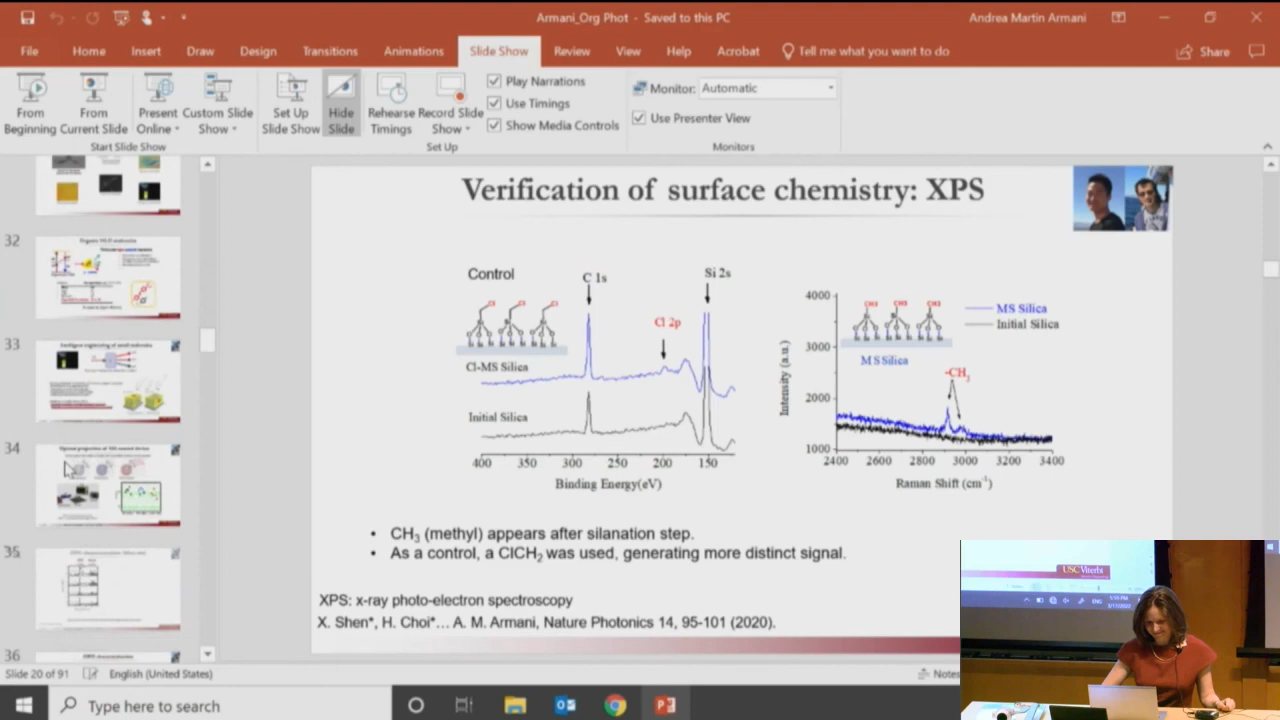 Armani_Org Phot - Saved to this PC
Andrea Martin Armani
File Home Insert Draw Design Transitions Animations Slide Show Review View Help Acrobat Tell me what you want to do Share
From Beginning
From Current Slide
Present Online
Custom Slide Show
Set Up Slide Show
Hide Slide
Rehearse Timings
Record Slide Show
Play Narrations
Use Timings
Show Media Controls
Monitor: Automatic
Use Presenter View
Start Slide Show
Set Up
Monitors
32
33
34
35
36
Verification of surface chemistry: XPS
Control
C 1s
Si 2s
Cl 2p
Cl Cl Cl
Cl-MS Silica
Initial Silica
400 350 300 250 200 150
Binding Energy(eV)
4000
3000
2000
1000
Intensity (a.u.)
CH3 CH3 CH3
MS Silica
MS Silica
Initial Silica
-CH3
2400 2600 2800 3000 3200 3400
Raman Shift (cm-1)
• CH3 (methyl) appears after silanation step.
• As a control, a ClCH2 was used, generating more distinct signal.
XPS: x-ray photo-electron spectroscopy
X. Shen*, H. Choi*… A. M. Armani, Nature Photonics 14, 95-101 (2020).
USC Viterbi
Slide 20 of 91
English (United States)
Notes
Type here to search